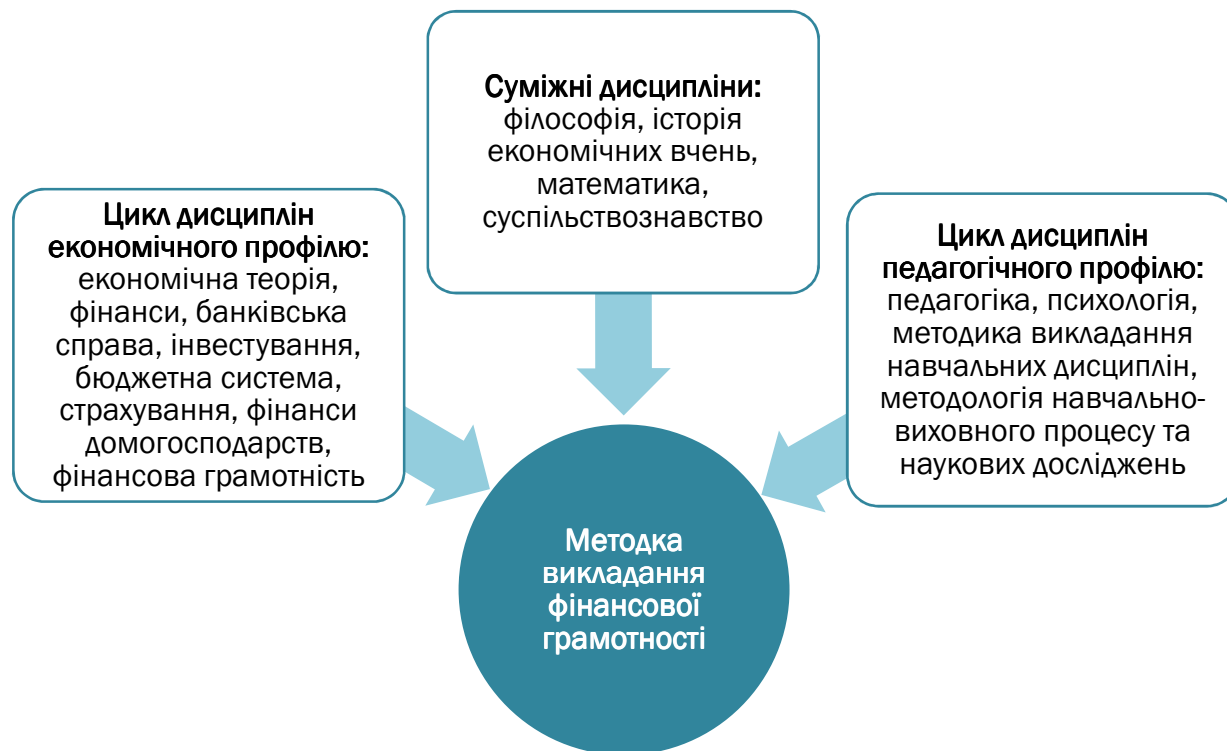 Суміжні дисципліни:
філософія, історія
економічних вчень,
математика,
суспільствознавство
Цикл дисциплін
економічного профілю:
економічна теорія,
фінанси, банківська
справа, інвестування,
бюджетна система,
страхування, фінанси
домогосподарств,
фінансова грамотність
Цикл дисциплін
педагогічного профілю:
педагогіка, психологія,
методика викладання
навчальних дисциплін,
методологія навчально-
виховного процесу та
наукових досліджень
Методка
викладання
фінансової
грамотності